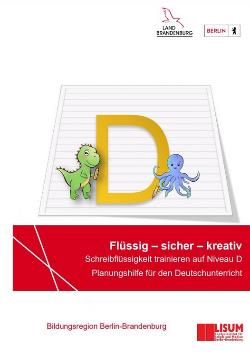 LAND
BRANDENBURG
BERLIN
D
Flüssig – sicher – kreativ
Schreibflüssigkeit trainieren auf Niveau D
Planungshilfe für den Deutschunterricht
Bildungsregion Berlin-Brandenburg
LISUM